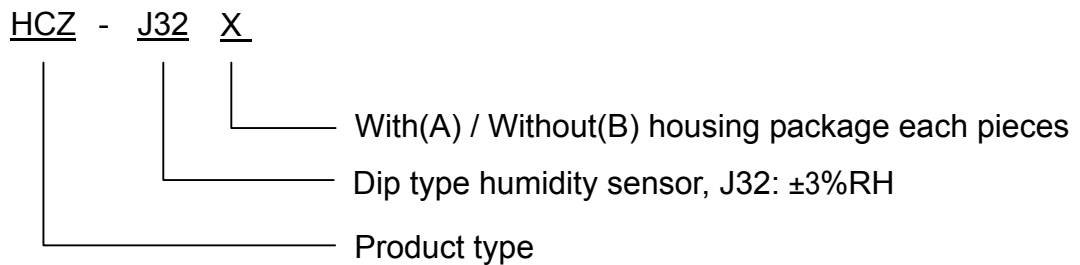 HCZ - J32 X
With(A) / Without(B) housing package each pieces
Dip type humidity sensor, J32: ±3%RH
Product type